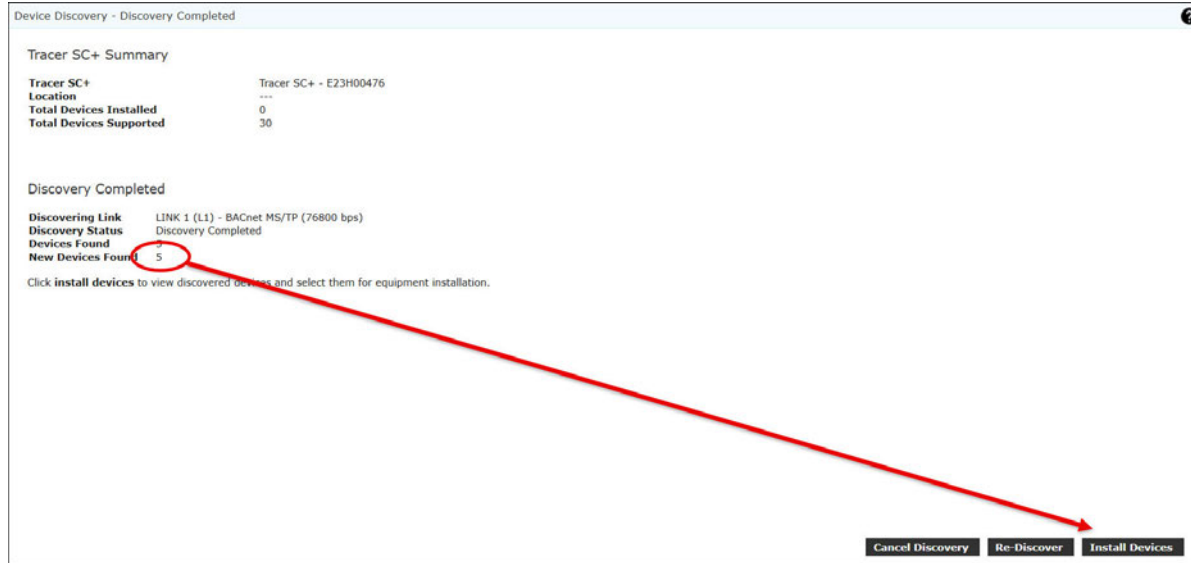 Device Discovery - Discovery Completed
?
Tracer SC+ Summary
Tracer SC+ Tracer SC+ - E23H00476
Location ---
Total Devices Installed 0
Total Devices Supported 30
Discovery Completed
Discovering Link LINK 1 (L1) - BACnet MS/TP (76800 bps)
Discovery Status Discovery Completed
Devices Found 5
New Devices Found 5
Click install devices to view discovered devices and select them for equipment installation.
Cancel Discovery Re-Discover Install Devices